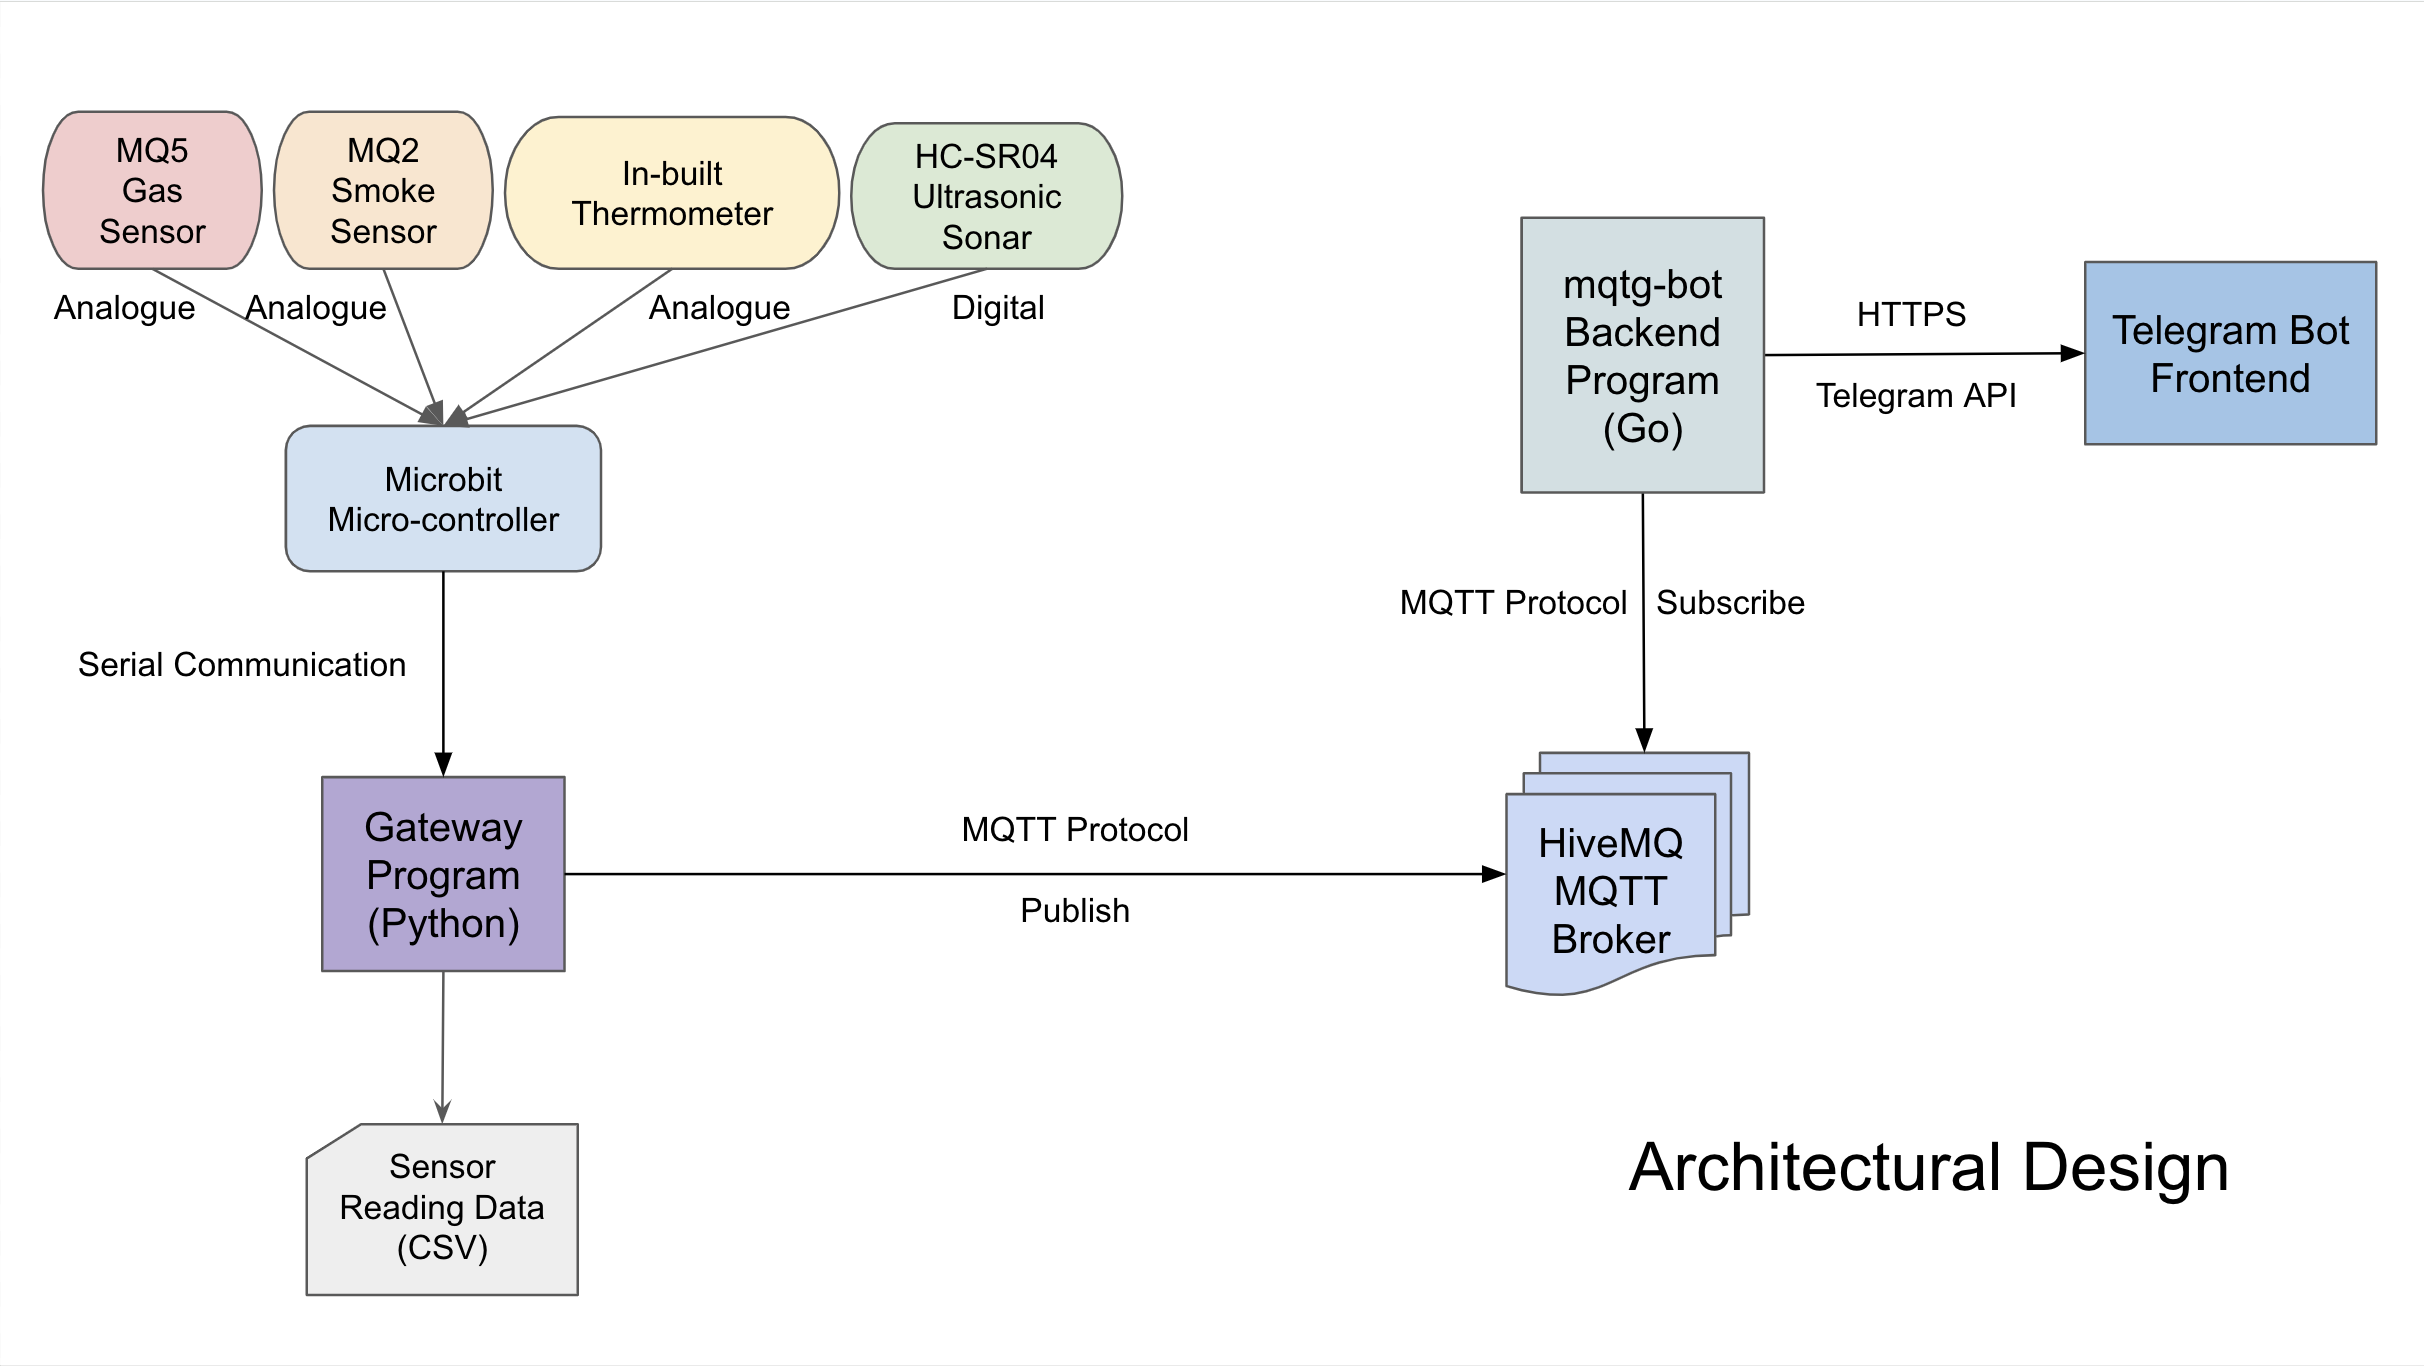 MQ5
Gas
Sensor
MQ2
Smoke
Sensor
In-built
Thermometer
HC-SR04
Ultrasonic
Sonar
Analogue
Analogue
Analogue
Digital
Microbit
Micro-controller
Serial Communication
Gateway
Program
(Python)
Sensor
Reading Data
(CSV)
MQTT Protocol
Publish
mqtg-bot
Backend
Program
(Go)
HTTPS
Telegram API
Telegram Bot
Frontend
MQTT Protocol
Subscribe
HiveMQ
MQTT
Broker
Architectural Design